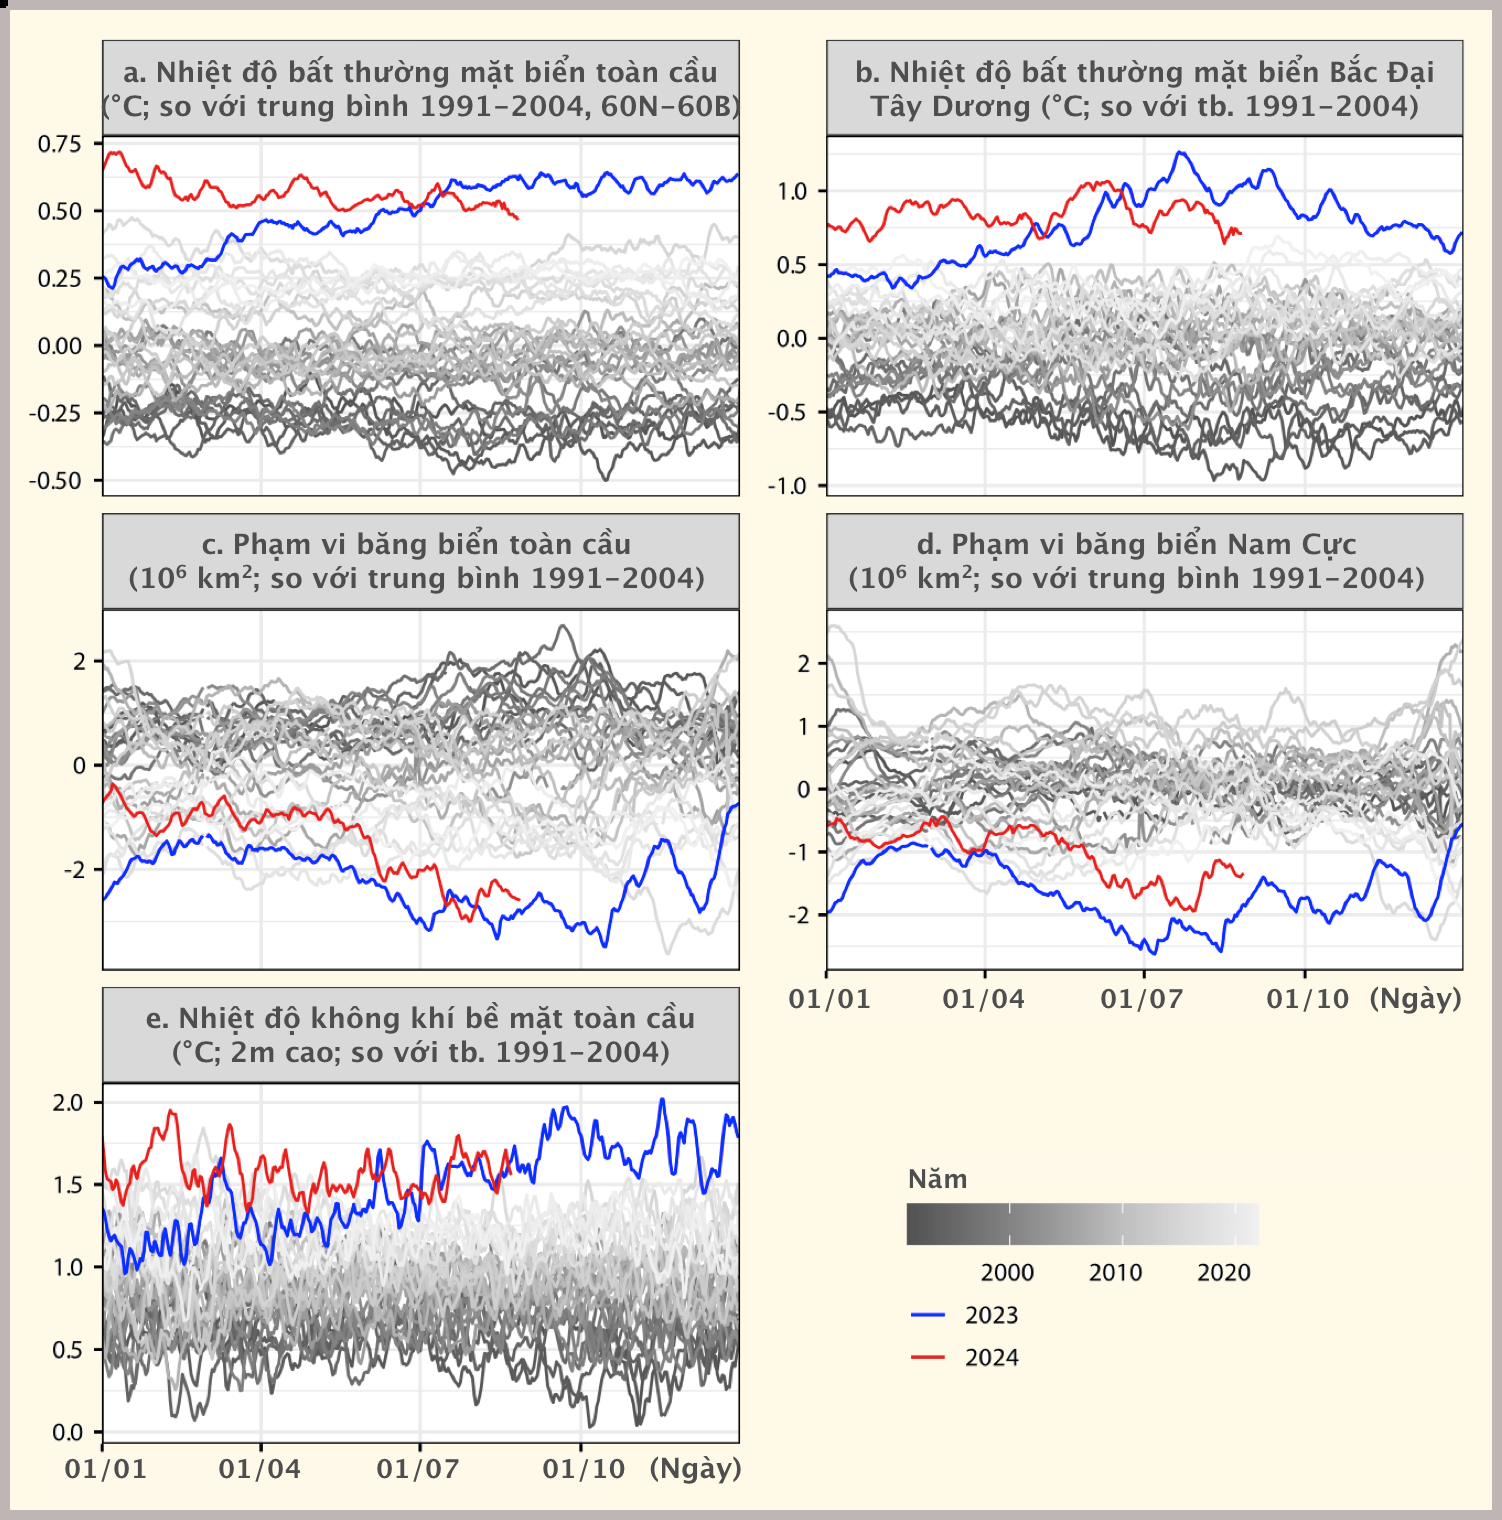 a. Nhiệt độ bất thường mặt biển toàn cầu
(°C; so với trung bình 1991–2004, 60N–60B)
0.75
0.50
0.25
0.00
-0.25
-0.50
b. Nhiệt độ bất thường mặt biển Bắc Đại
Tây Dương (°C; so với tb. 1991–2004)
1.0
0.5
0.0
-0.5
-1.0
c. Phạm vi băng biển toàn cầu
(10⁶ km²; so với trung bình 1991–2004)
2
0
-2
d. Phạm vi băng biển Nam Cực
(10⁶ km²; so với trung bình 1991–2004)
2
1
0
-1
-2
01/01 01/04 01/07 01/10 (Ngày)
e. Nhiệt độ không khí bề mặt toàn cầu
(°C; 2m cao; so với tb. 1991–2004)
2.0
1.5
1.0
0.5
0.0
01/01 01/04 01/07 01/10 (Ngày)
Năm
2000 2010 2020
2023
2024